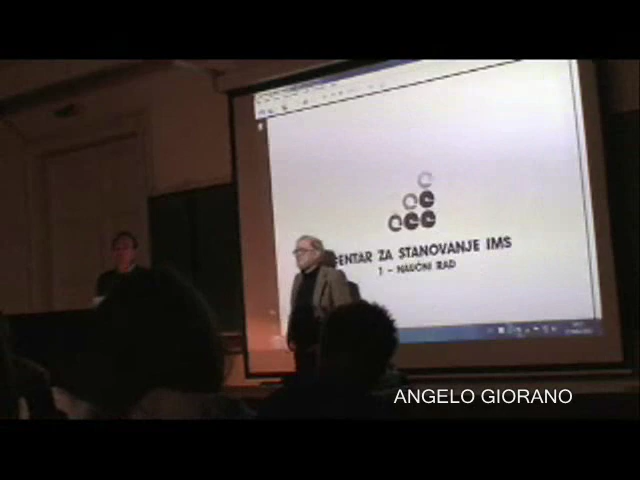 CENTAR ZA STANOVANJE IMS
1 – NAUČNI RAD
ANGELO GIORANO